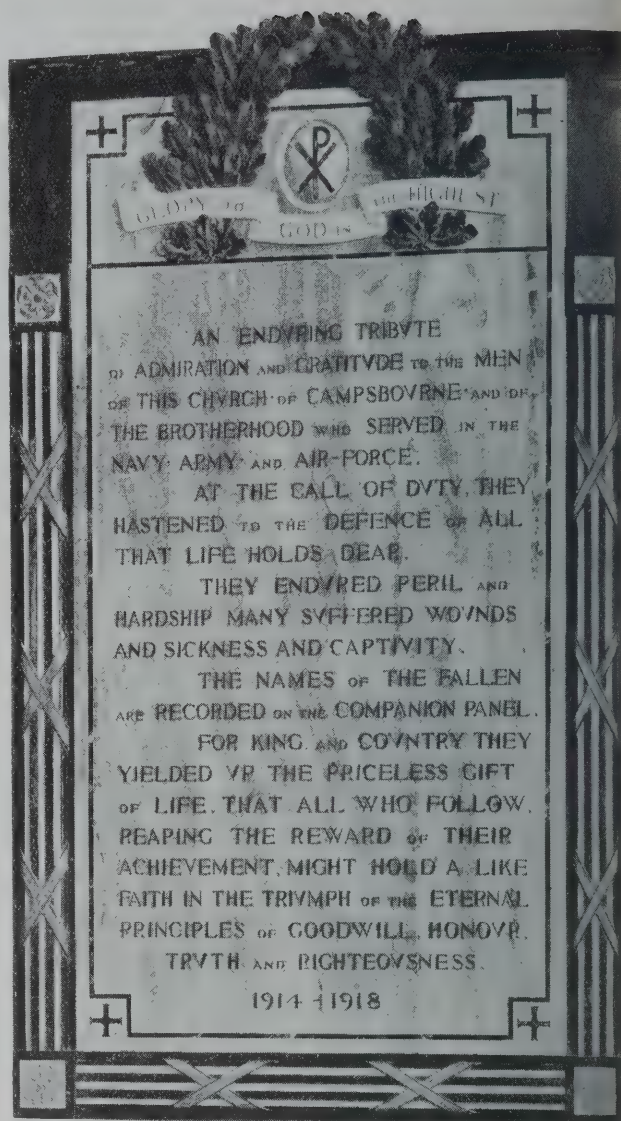 GLORY TO
GOD IN
THE HIGHEST
AN ENDVRING TRIBVTE
OF ADMIRATION AND GRATITVDE TO THE MEN
OF THIS CHVRCH·OF CAMPSBOVRNE·AND OF
THE BROTHERHOOD WHO SERVED IN THE
NAVY·ARMY·AND AIR-FORCE.
AT THE CALL OF DVTY, THEY
HASTENED TO THE DEFENCE OF ALL
THAT LIFE HOLDS DEAR.
THEY ENDVRED PERIL AND
HARDSHIP MANY SVFFERED WOVNDS
AND SICKNESS AND CAPTIVITY.
THE NAMES OF THE FALLEN
ARE RECORDED ON THE COMPANION PANEL.
FOR KING AND COVNTRY THEY
YIELDED VP THE PRICELESS GIFT
OF LIFE. THAT ALL WHO FOLLOW,
REAPING THE REWARD OF THEIR
ACHIEVEMENT, MIGHT HOLD A LIKE
FAITH IN THE TRIVMPH OF THE ETERNAL
PRINCIPLES OF GOODWILL, HONOVR,
TRVTH AND RIGHTEOVSNESS.
1914-1918